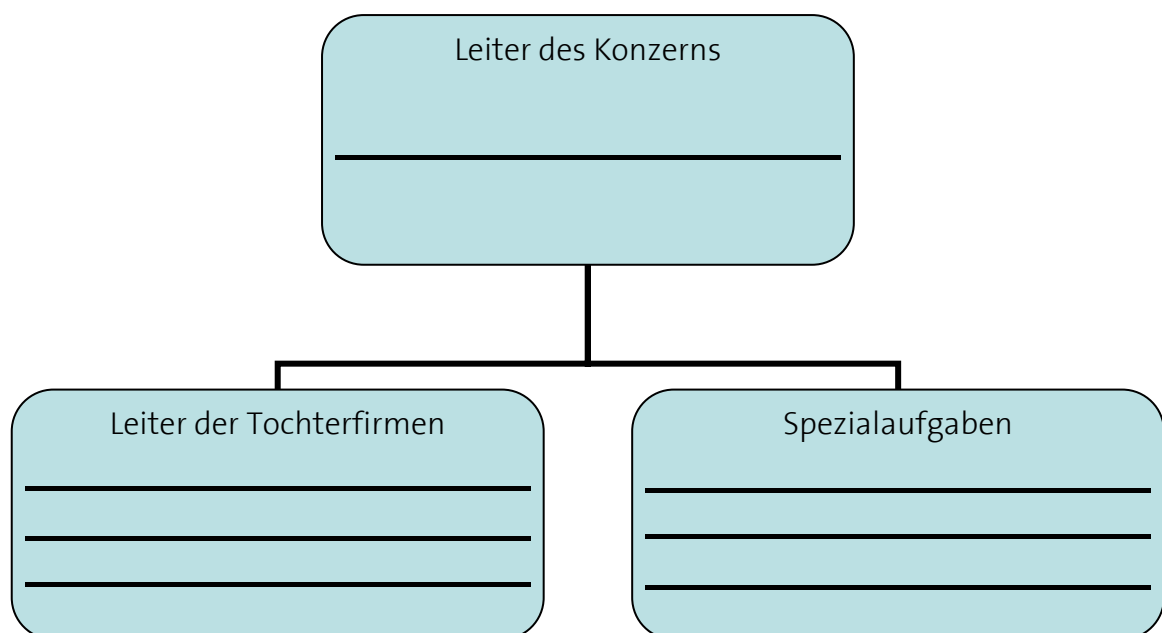 Leiter des Konzerns
Leiter der Tochterfirmen
Spezialaufgaben